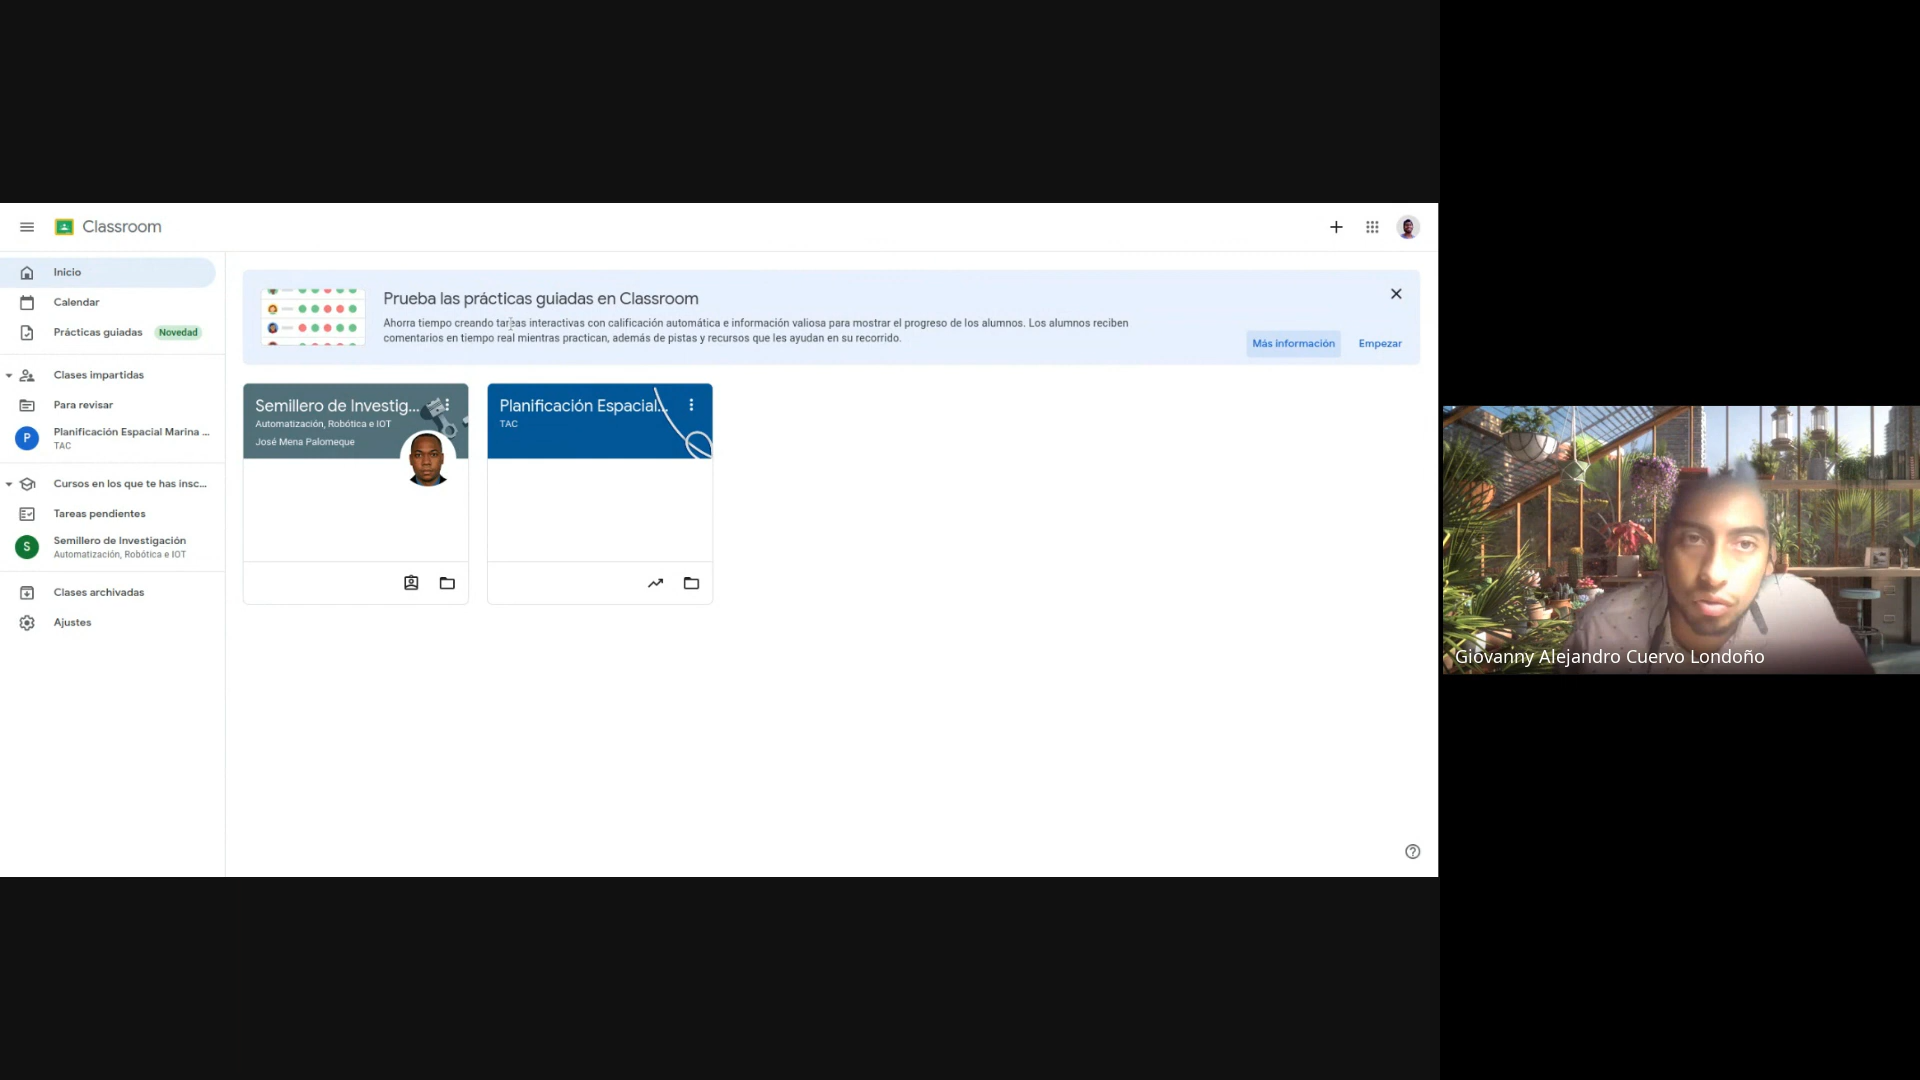 Classroom
Inicio
Calendar
Prácticas guiadas Novedad
Clases impartidas
Para revisar
P Planificación Espacial Marina ...
TAC
Cursos en los que te has insc...
Tareas pendientes
S Semillero de Investigación
Automatización, Robótica e IOT
Clases archivadas
Ajustes
Prueba las prácticas guiadas en Classroom
Ahorra tiempo creando tareas interactivas con calificación automática e información valiosa para mostrar el progreso de los alumnos. Los alumnos reciben
comentarios en tiempo real mientras practican, además de pistas y recursos que les ayudan en su recorrido.
Más información Empezar
Semillero de Investig...
Automatización, Robótica e IOT
José Mena Palomeque
Planificación Espacial...
TAC
Giovanny Alejandro Cuervo Londoño